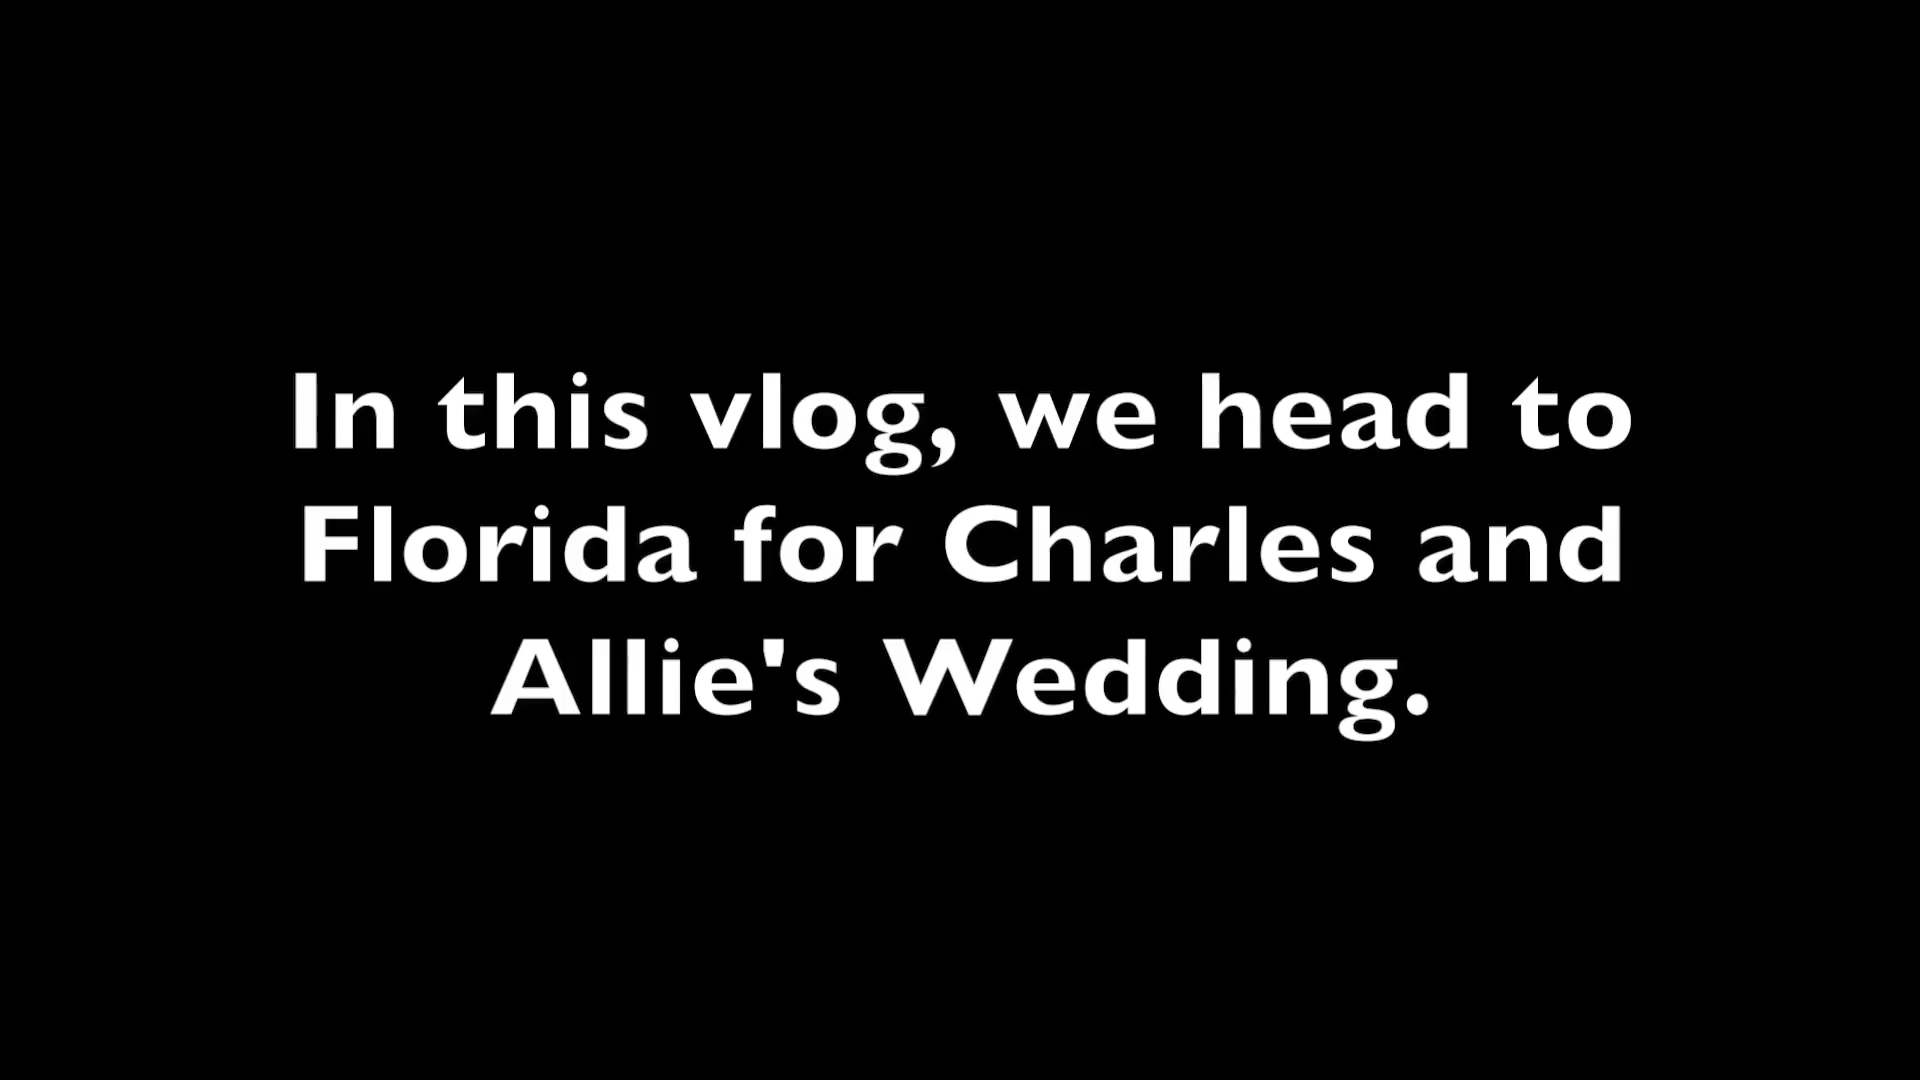 In this vlog, we head to
Florida for Charles and
Allie's Wedding.